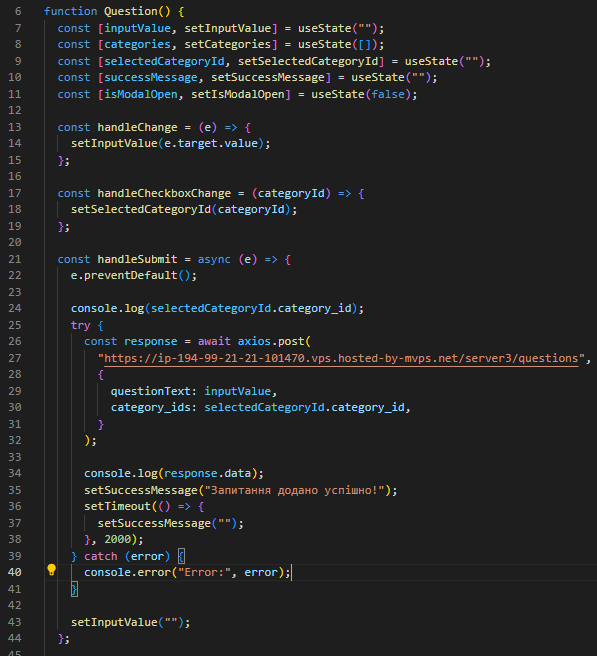 6 function Question() {
7 const [inputValue, setInputValue] = useState("");
8 const [categories, setCategories] = useState([]);
9 const [selectedCategoryId, setSelectedCategoryId] = useState("");
10 const [successMessage, setSuccessMessage] = useState("");
11 const [isModalOpen, setIsModalOpen] = useState(false);
12
13 const handleChange = (e) => {
14 setInputValue(e.target.value);
15 };
16
17 const handleCheckboxChange = (categoryId) => {
18 setSelectedCategoryId(categoryId);
19 };
20
21 const handleSubmit = async (e) => {
22 e.preventDefault();
23
24 console.log(selectedCategoryId.category_id);
25 try {
26 const response = await axios.post(
27 "https://ip-194-99-21-21-101470.vps.hosted-by-mvps.net/server3/questions",
28 {
29 questionText: inputValue,
30 category_ids: selectedCategoryId.category_id,
31 }
32 );
33
34 console.log(response.data);
35 setSuccessMessage("Запитання додано успішно!");
36 setTimeout(() => {
37 setSuccessMessage("");
38 }, 2000);
39 } catch (error) {
40 console.error("Error:", error);
41 }
42
43 setInputValue("");
44 };
45